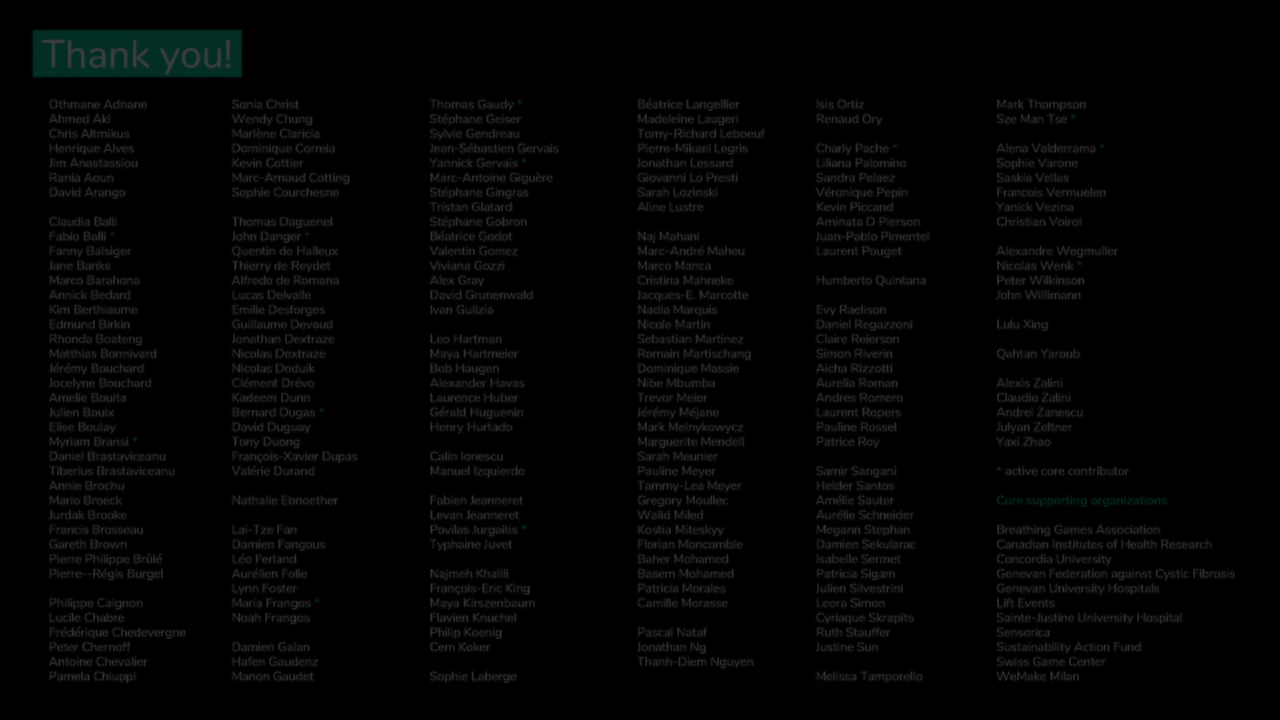 Thank you!
Othmane Adnane
Ahmed Akl
Chris Altmikus
Henrique Alves
Jim Anastassiou
Rania Aoun
David Arango
Claudia Balli
Fabio Balli *
Fanny Balsiger
Jane Banks
Marco Barahona
Annick Bedard
Kim Berthiaume
Edmund Birkin
Rhonda Boateng
Matthias Bonnivard
Jérémy Bouchard
Jocelyne Bouchard
Amelie Bouita
Julien Bouix
Elise Boulay
Myriam Bransi *
Daniel Brastaviceanu
Tiberius Brastaviceanu
Annie Brochu
Mario Broeck
Jurdak Brooke
Francis Brosseau
Gareth Brown
Pierre Philippe Brûlé
Pierre--Régis Burgel
Philippe Caignon
Lucile Chabre
Frédérique Chedevergne
Peter Chernoff
Antoine Chevalier
Pamela Chiuppi
Sonia Christ
Wendy Chung
Marlène Claricia
Dominique Correia
Kevin Cottier
Marc-Arnaud Cotting
Sophie Courchesne
Thomas Daguenel
John Danger *
Quentin de Halleux
Thierry de Reydet
Alfredo de Romana
Lucas Delvalle
Emilie Desforges
Guillaume Devaud
Jonathan Dextraze
Nicolas Dextraze
Nicolas Doduik
Clément Drévo
Kadeem Dunn
Bernard Dugas *
David Duguay
Tony Duong
François-Xavier Dupas
Valérie Durand
Nathalie Ebnoether
Lai-Tze Fan
Damien Fangous
Léo Ferland
Aurélien Folie
Lynn Foster
Maria Frangos *
Noah Frangos
Damien Galan
Hafen Gaudenz
Manon Gaudet
Thomas Gaudy *
Stéphane Geiser
Sylvie Gendreau
Jean-Sébastien Gervais
Yannick Gervais *
Marc-Antoine Giguère
Stéphane Gingras
Tristan Glatard
Stéphane Gobron
Béatrice Godot
Valentin Gomez
Viviana Gozzi
Alex Gray
David Grunenwald
Ivan Gulizia
Leo Hartman
Maya Hartmeier
Bob Haugen
Alexander Havas
Laurence Huber
Gérald Huguenin
Henry Hurtado
Calin Ionescu
Manuel Izquierdo
Fabien Jeanneret
Levan Jeanneret
Povilas Jurgaitis *
Typhaine Juvet
Najmeh Khalili
François-Eric King
Maya Kirszenbaum
Flavien Knuchel
Philip Koenig
Cem Koker
Sophie Laberge
Béatrice Langellier
Madeleine Laugeri
Tomy-Richard Leboeuf
Pierre-Mikael Legris
Jonathan Lessard
Giovanni Lo Presti
Sarah Lozinski
Aline Lustre
Naj Mahani
Marc-André Maheu
Marco Manca
Cristina Mahneke
Jacques-E. Marcotte
Nadia Marquis
Nicole Martin
Sebastian Martinez
Romain Martischang
Dominique Massie
Nibe Mbumba
Trevor Meier
Jérémy Méjane
Mark Melnykowycz
Marguerite Mendell
Sarah Meunier
Pauline Meyer
Tammy-Lea Meyer
Gregory Moullec
Walid Miled
Kostia Miteskyy
Florian Moncomble
Baher Mohamed
Basem Mohamed
Patricia Morales
Camille Morasse
Pascal Nataf
Jonathan Ng
Thanh-Diem Nguyen
Isis Ortiz
Renaud Ory
Charly Pache *
Liliana Palomino
Sandra Pelaez
Véronique Pepin
Kevin Piccand
Aminata D Pierson
Juan-Pablo Pimentel
Laurent Pouget
Humberto Quintana
Evy Raelison
Daniel Regazzoni
Claire Reierson
Simon Riverin
Aïcha Rizzotti
Aurelia Roman
Andres Romero
Laurent Ropers
Pauline Rossel
Patrice Roy
Samir Sangani
Helder Santos
Amélie Sauter
Aurélie Schneider
Megann Stephan
Damien Sekularac
Isabelle Sermet
Patricia Sigam
Julien Silvestrini
Leora Simon
Cyriaque Skrapits
Ruth Stauffer
Justine Sun
Melissa Tamporello
Mark Thompson
Sze Man Tse *
Alena Valderrama *
Sophie Varone
Saskia Vellas
Francois Vermuelen
Yanick Vezina
Christian Voirol
Alexandre Wegmuller
Nicolas Wenk *
Peter Wilkinson
John Willimann
Lulu Xing
Qahtan Yaroub
Alexis Zalini
Claudio Zalini
Andrei Zanescu
Julyan Zeltner
Yaxi Zhao
* active core contributor
Core supporting organizations
Breathing Games Association
Canadian Institutes of Health Research
Concordia University
Genevan Federation against Cystic Fibrosis
Genevan University Hospitals
Lift Events
Sainte-Justine University Hospital
Sensorica
Sustainability Action Fund
Swiss Game Center
WeMake Milan